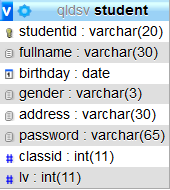 v qldsv student
studentid : varchar(20)
fullname : varchar(30)
birthday : date
gender : varchar(3)
address : varchar(30)
password : varchar(65)
# classid : int(11)
# lv : int(11)